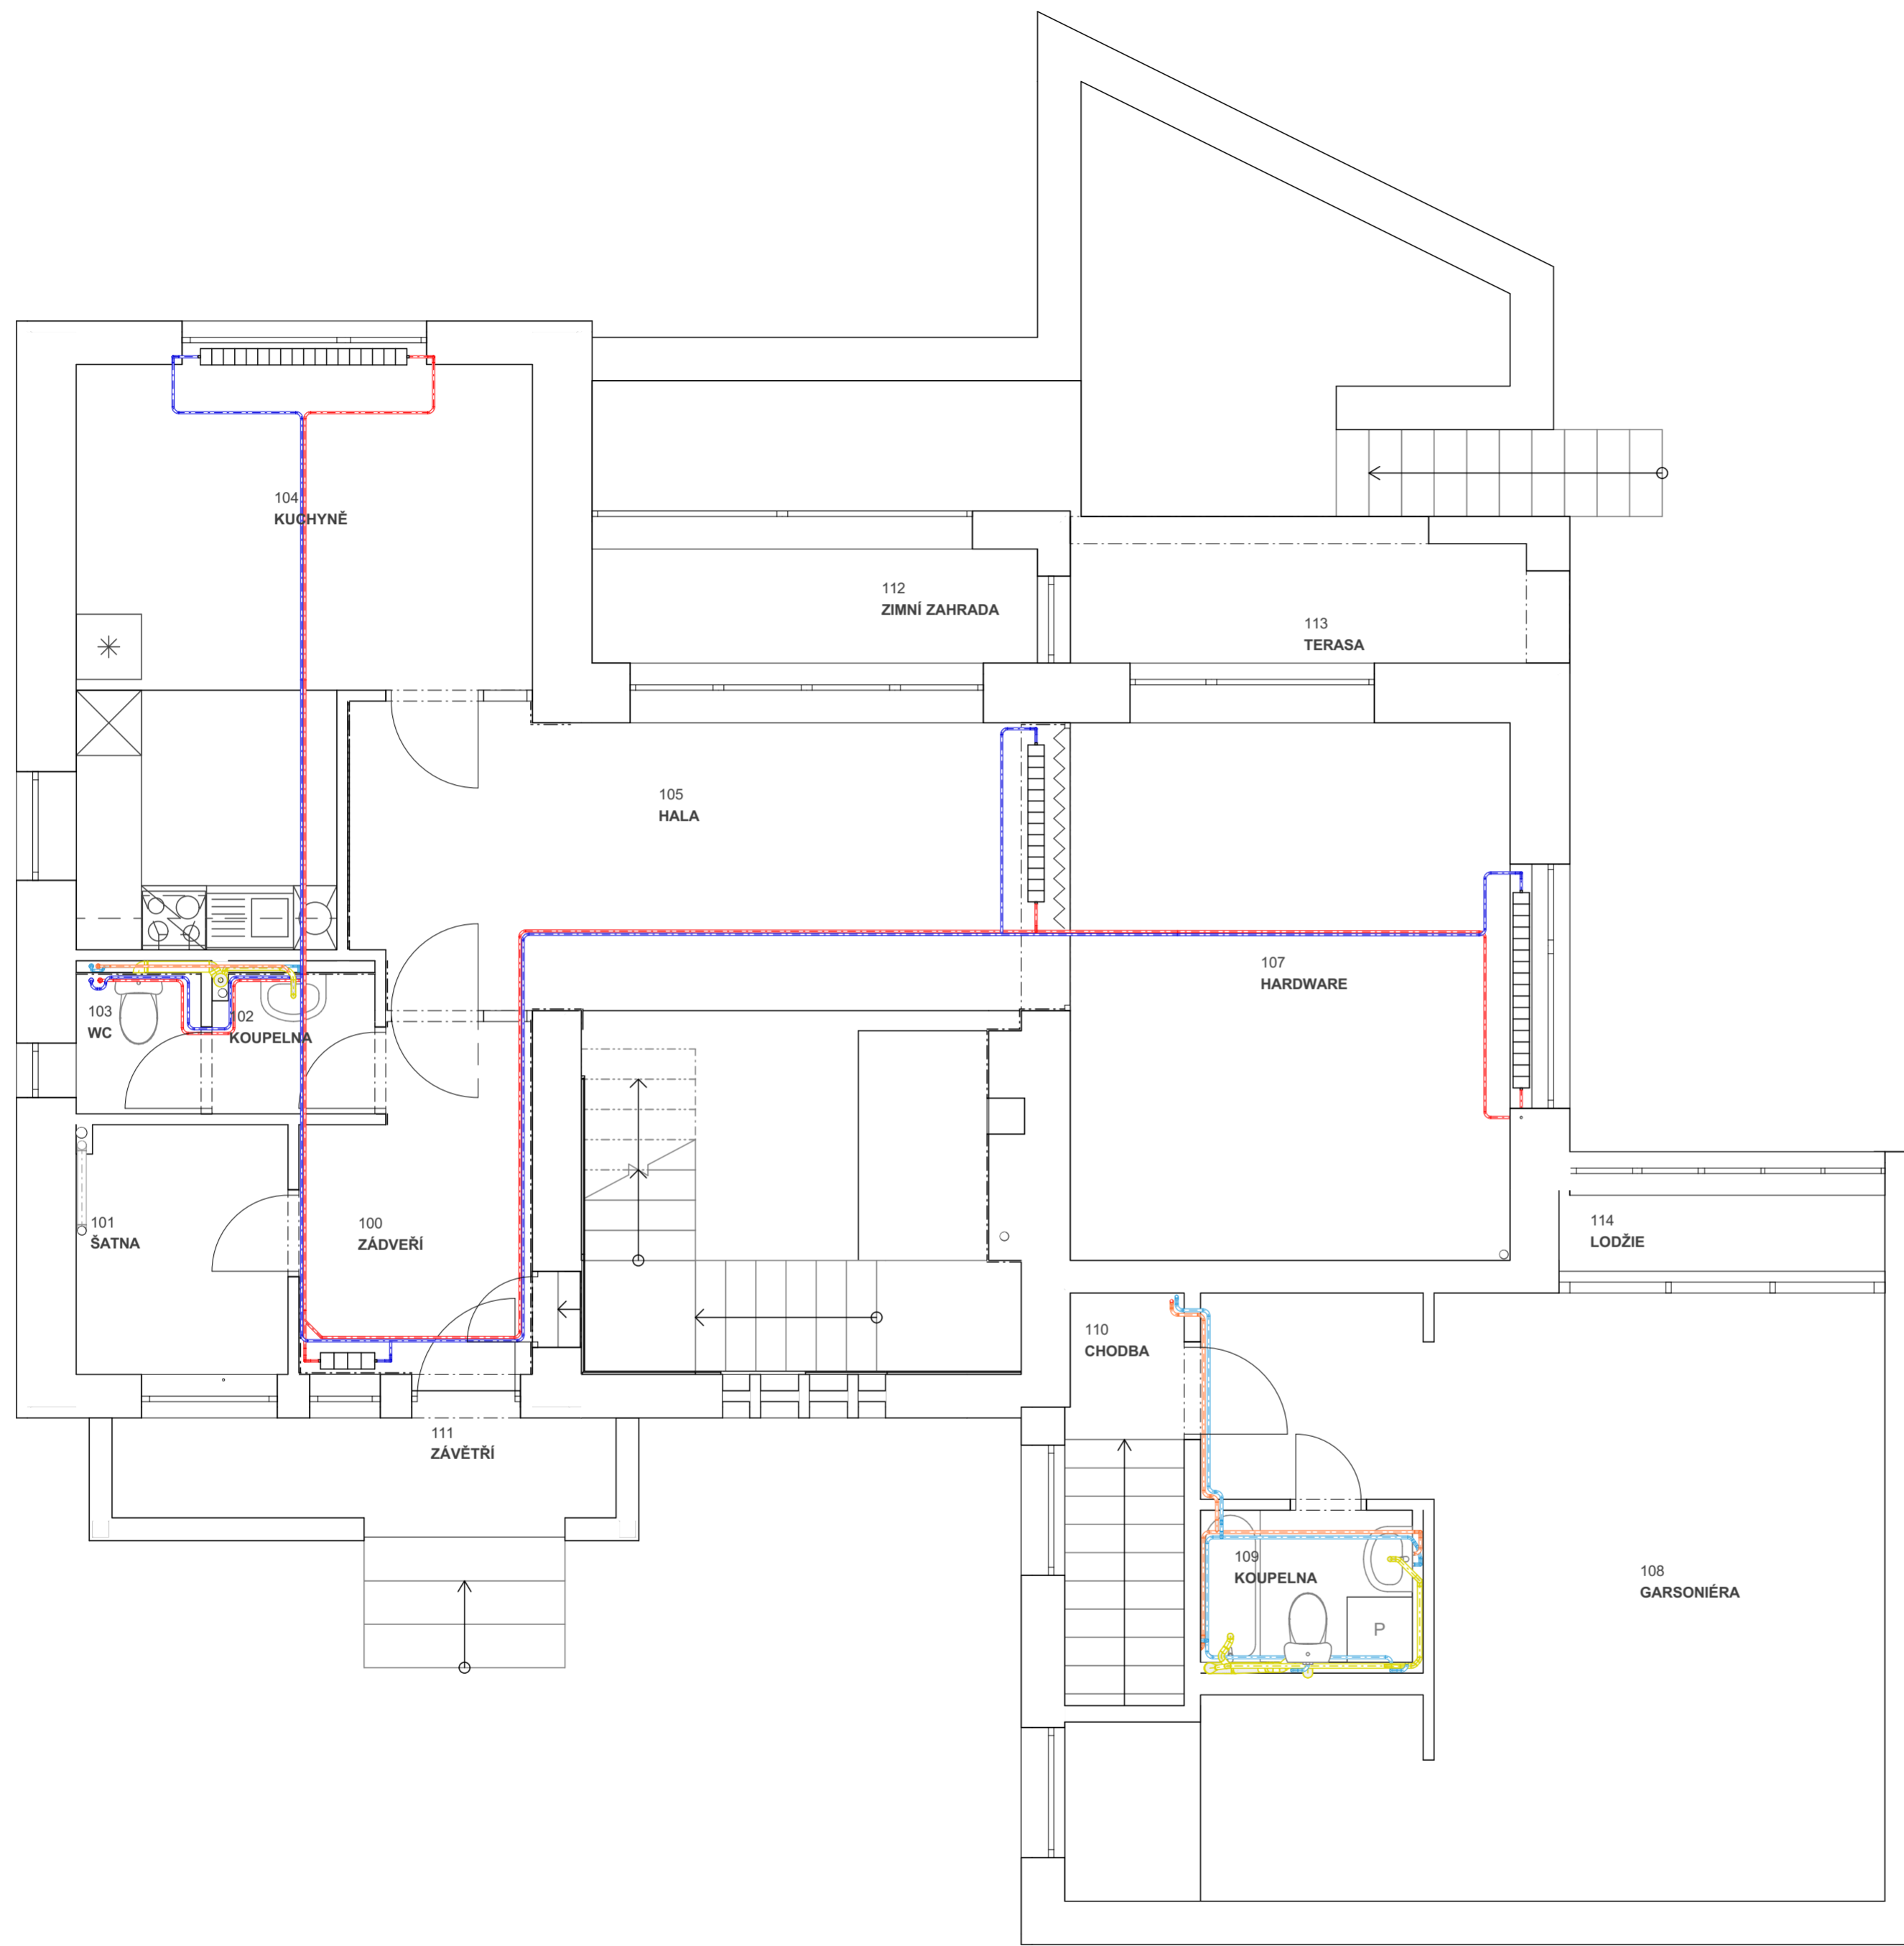 104
KUCHYNĚ
112
ZIMNÍ ZAHRADA
113
TERASA
105
HALA
107
HARDWARE
103
WC
102
KOUPELNA
101
ŠATNA
100
ZÁDVEŘÍ
114
LODŽIE
110
CHODBA
111
ZÁVĚTŘÍ
109
KOUPELNA
108
GARSONIÉRA
P